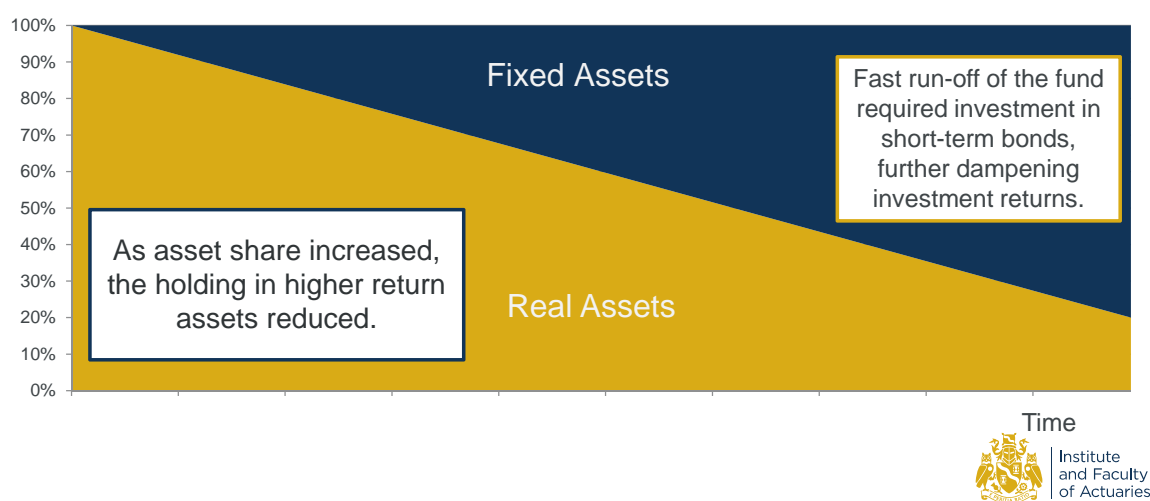 100%
90%
80%
70%
60%
50%
40%
30%
20%
10%
0%
Fixed Assets
Fast run-off of the fund
required investment in
short-term bonds,
further dampening
investment returns.
As asset share increased,
the holding in higher return
assets reduced.
Real Assets
Time
Institute
and Faculty
of Actuaries